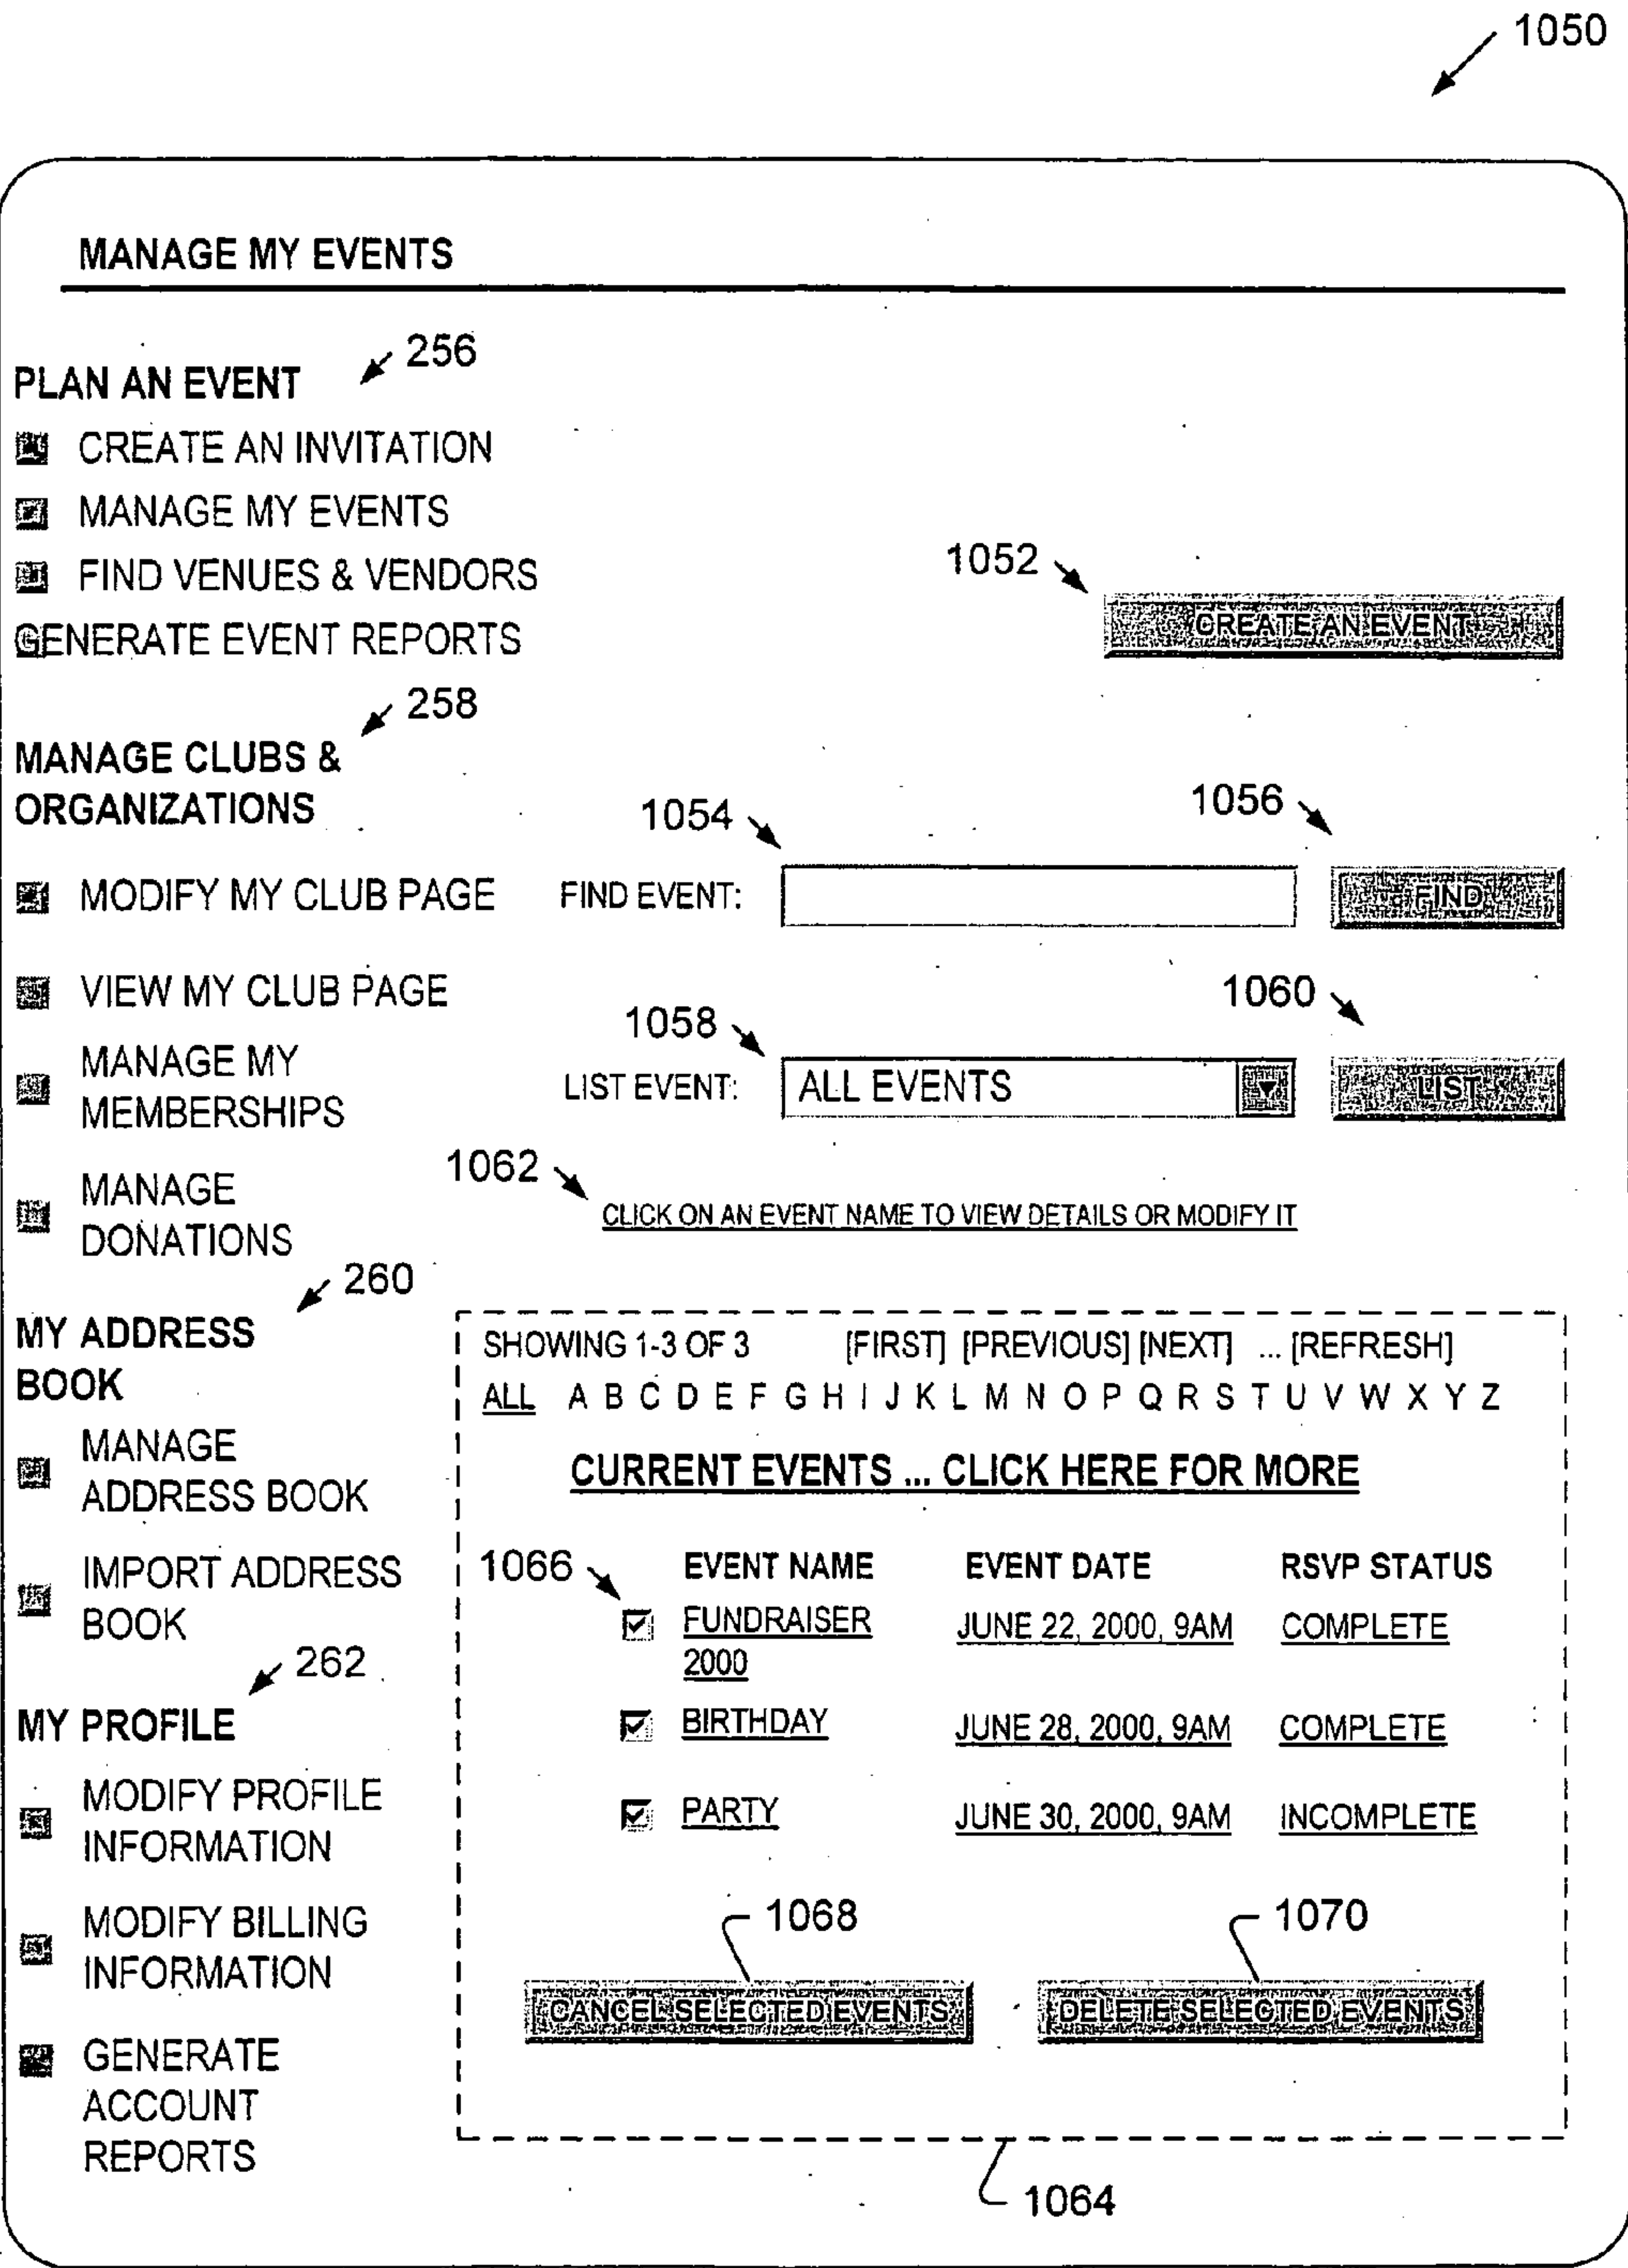 1050
MANAGE MY EVENTS
256
PLAN AN EVENT
CREATE AN INVITATION
MANAGE MY EVENTS
FIND VENUES & VENDORS
GENERATE EVENT REPORTS
1052
CREATE AN EVENT
258
MANAGE CLUBS &
ORGANIZATIONS
MODIFY MY CLUB PAGE
VIEW MY CLUB PAGE
MANAGE MY
MEMBERSHIPS
MANAGE
DONATIONS
1054
1056
FIND EVENT:
FIND
1058
1060
LIST EVENT: ALL EVENTS
LIST
1062
CLICK ON AN EVENT NAME TO VIEW DETAILS OR MODIFY IT
260
MY ADDRESS
BOOK
MANAGE
ADDRESS BOOK
IMPORT ADDRESS
BOOK
262
MY PROFILE
MODIFY PROFILE
INFORMATION
MODIFY BILLING
INFORMATION
GENERATE
ACCOUNT
REPORTS
SHOWING 1-3 OF 3 [FIRST] [PREVIOUS] [NEXT] ... [REFRESH]
ALL A B C D E F G H I J K L M N O P Q R S T U V W X Y Z
CURRENT EVENTS ... CLICK HERE FOR MORE
1066
EVENT NAME EVENT DATE RSVP STATUS
FUNDRAISER JUNE 22, 2000, 9AM COMPLETE
2000
BIRTHDAY JUNE 28, 2000, 9AM COMPLETE
PARTY JUNE 30, 2000, 9AM INCOMPLETE
1068
1070
CANCEL SELECTED EVENTS
DELETE SELECTED EVENTS
1064